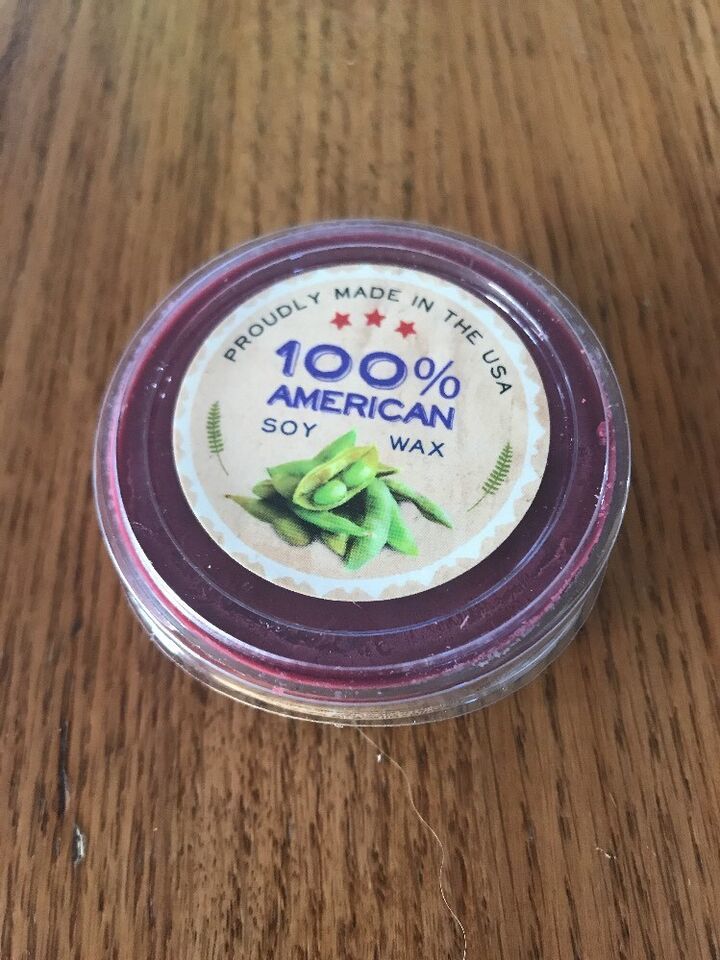 PROUDLY MADE IN THE USA
100%
AMERICAN
SOY WAX